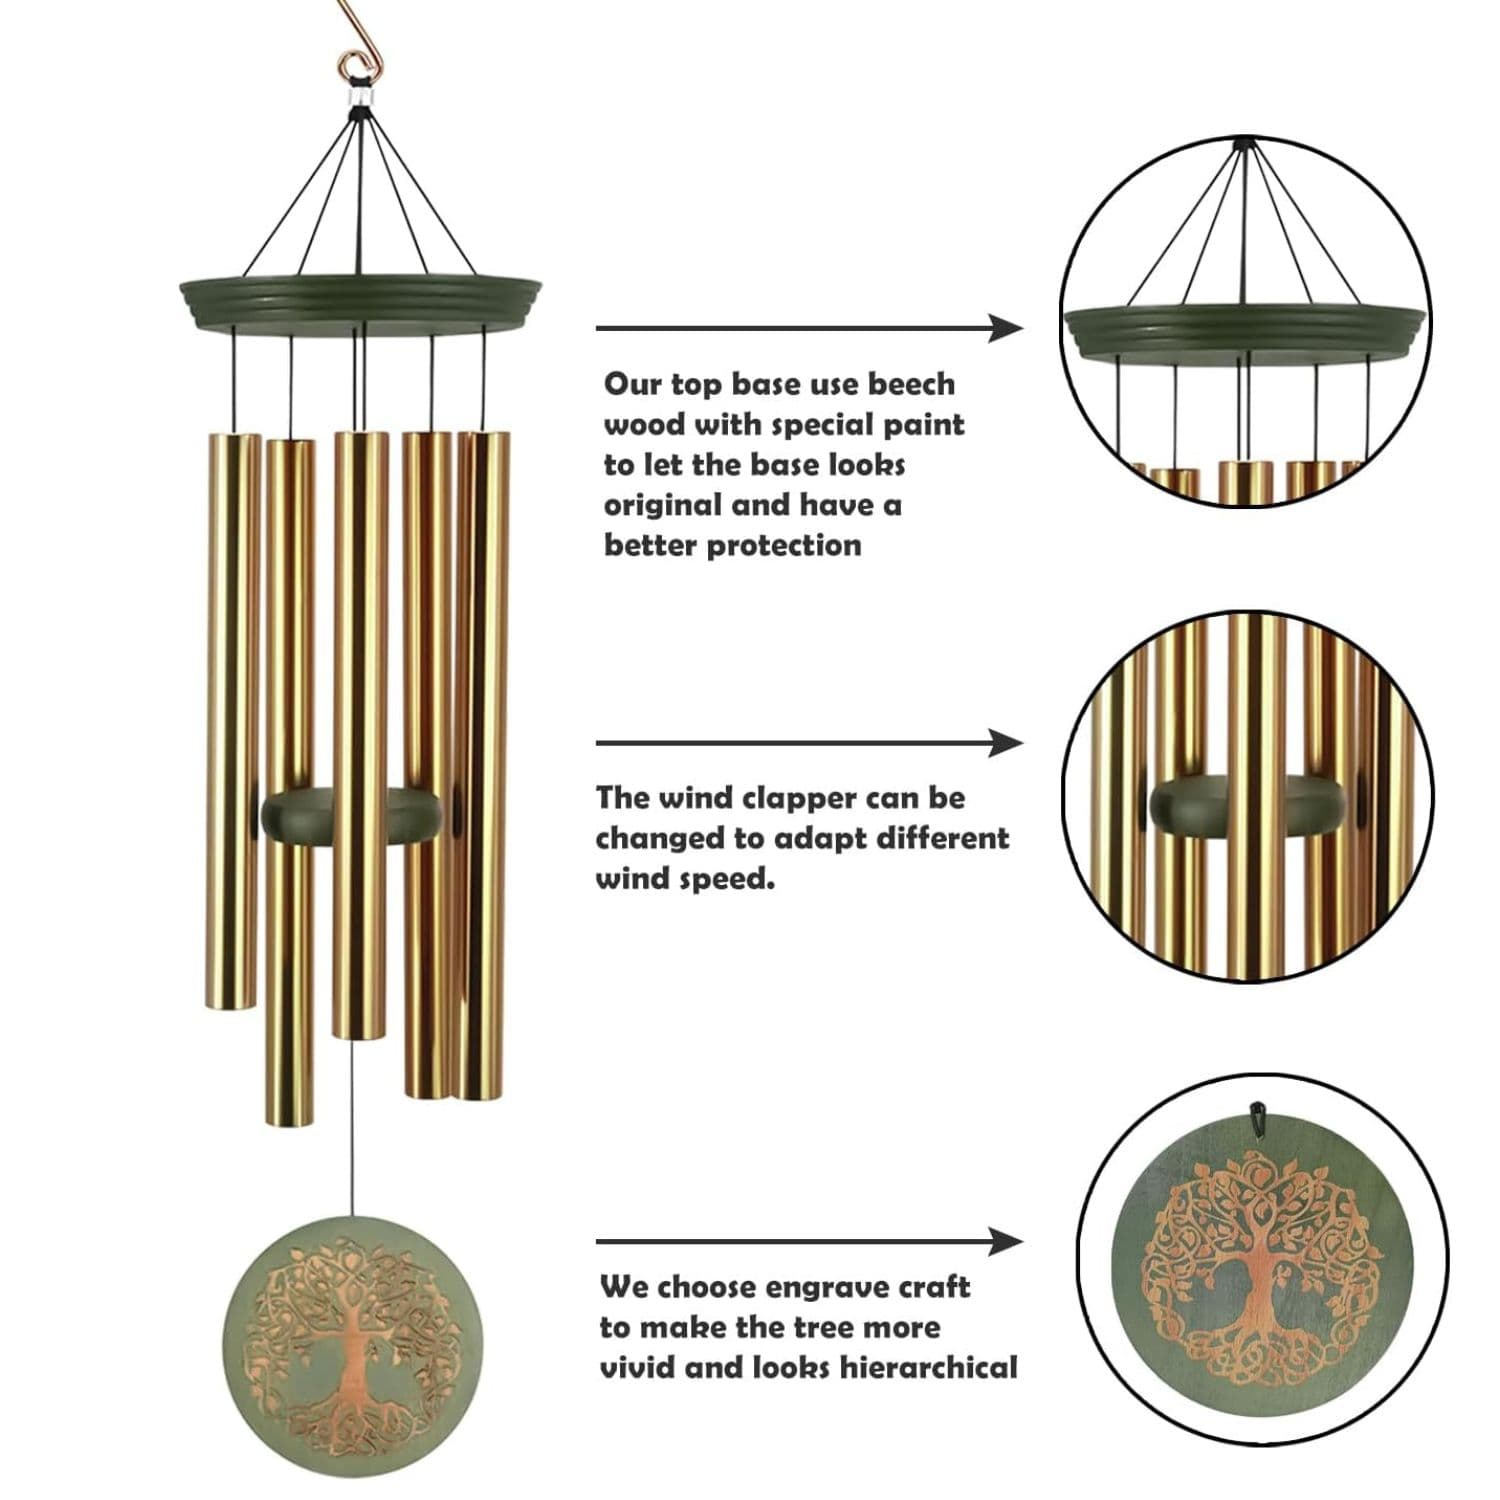 Our top base use beech
wood with special paint
to let the base looks
original and have a
better protection
The wind clapper can be
changed to adapt different
wind speed.
We choose engrave craft
to make the tree more
vivid and looks hierarchical